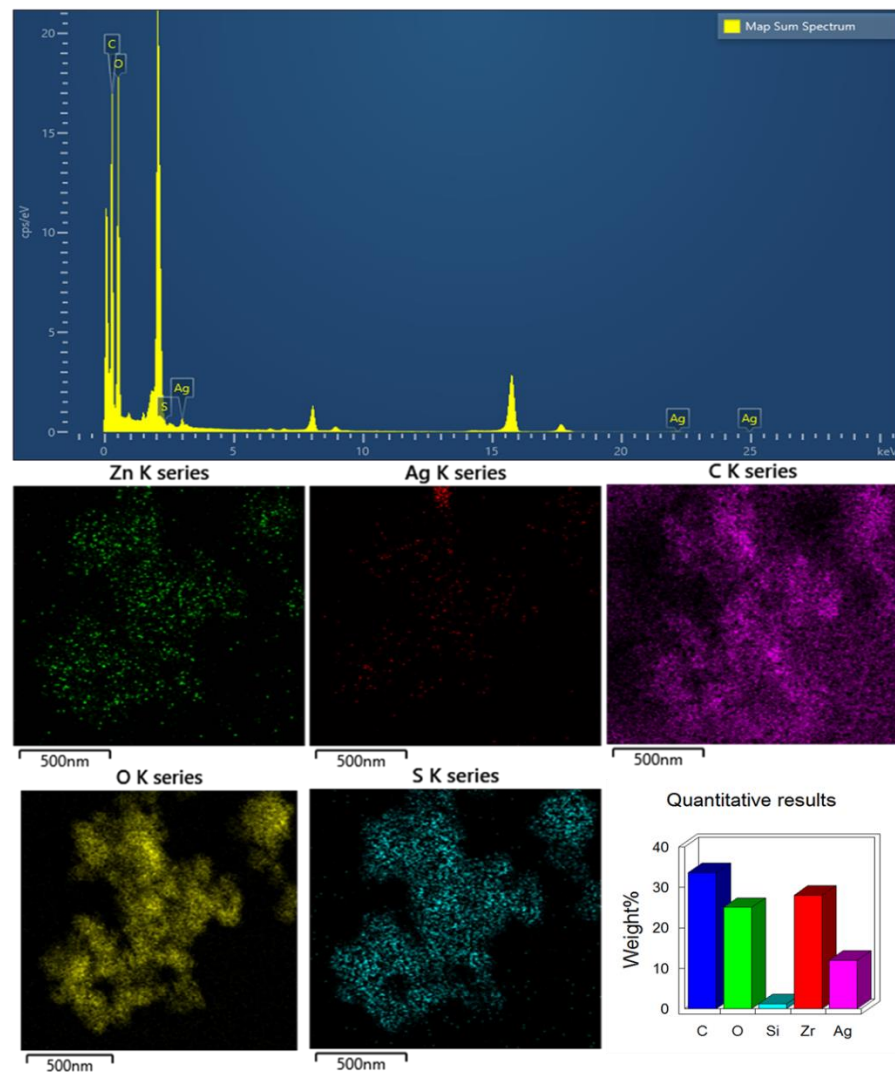 Map Sum Spectrum
20
15
10
5
0
cps/eV
C
O
S
Ag
Ag
Ag
0
5
10
15
20
25
keV
Zn K series
Ag K series
C K series
500nm
500nm
500nm
O K series
S K series
Quantitative results
40
30
20
10
0
Weight%
C
O
Si
Zr
Ag
500nm
500nm